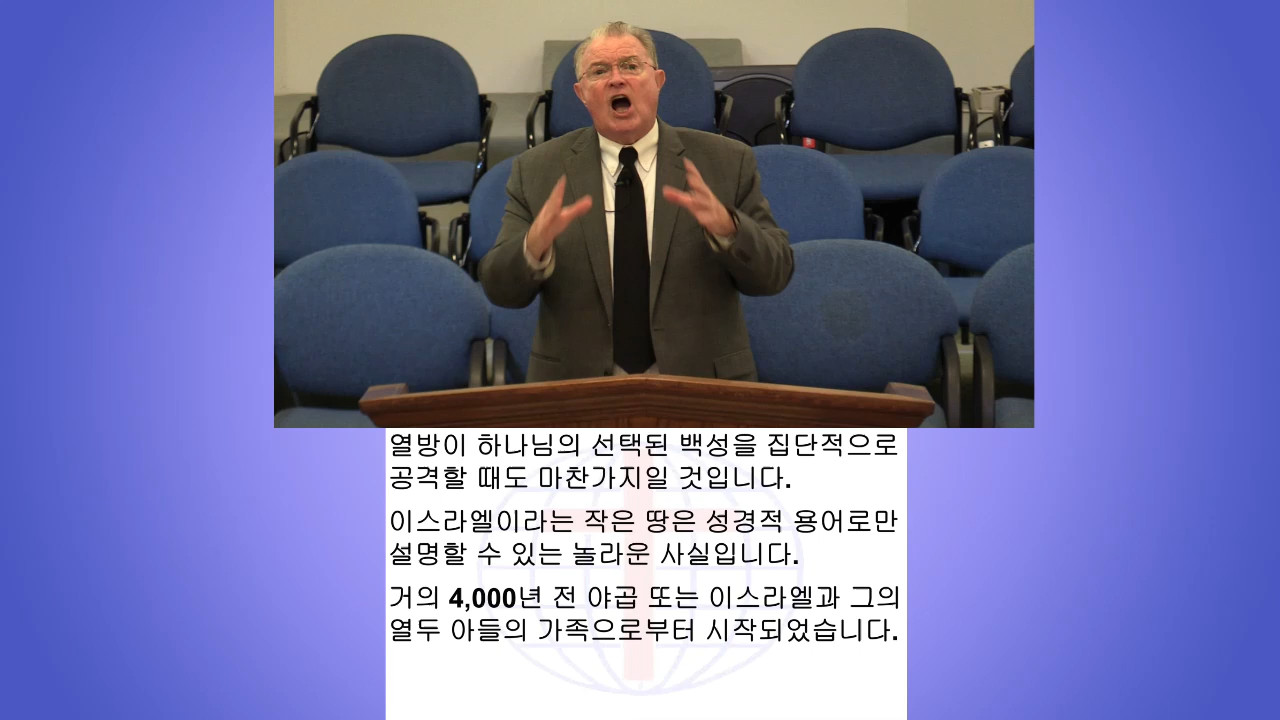 열방이 하나님의 선택된 백성을 집단적으로
공격할 때도 마찬가지일 것입니다.
이스라엘이라는 작은 땅은 성경적 용어로만
설명할 수 있는 놀라운 사실입니다.
거의 4,000년 전 야곱 또는 이스라엘과 그의
열두 아들의 가족으로부터 시작되었습니다.